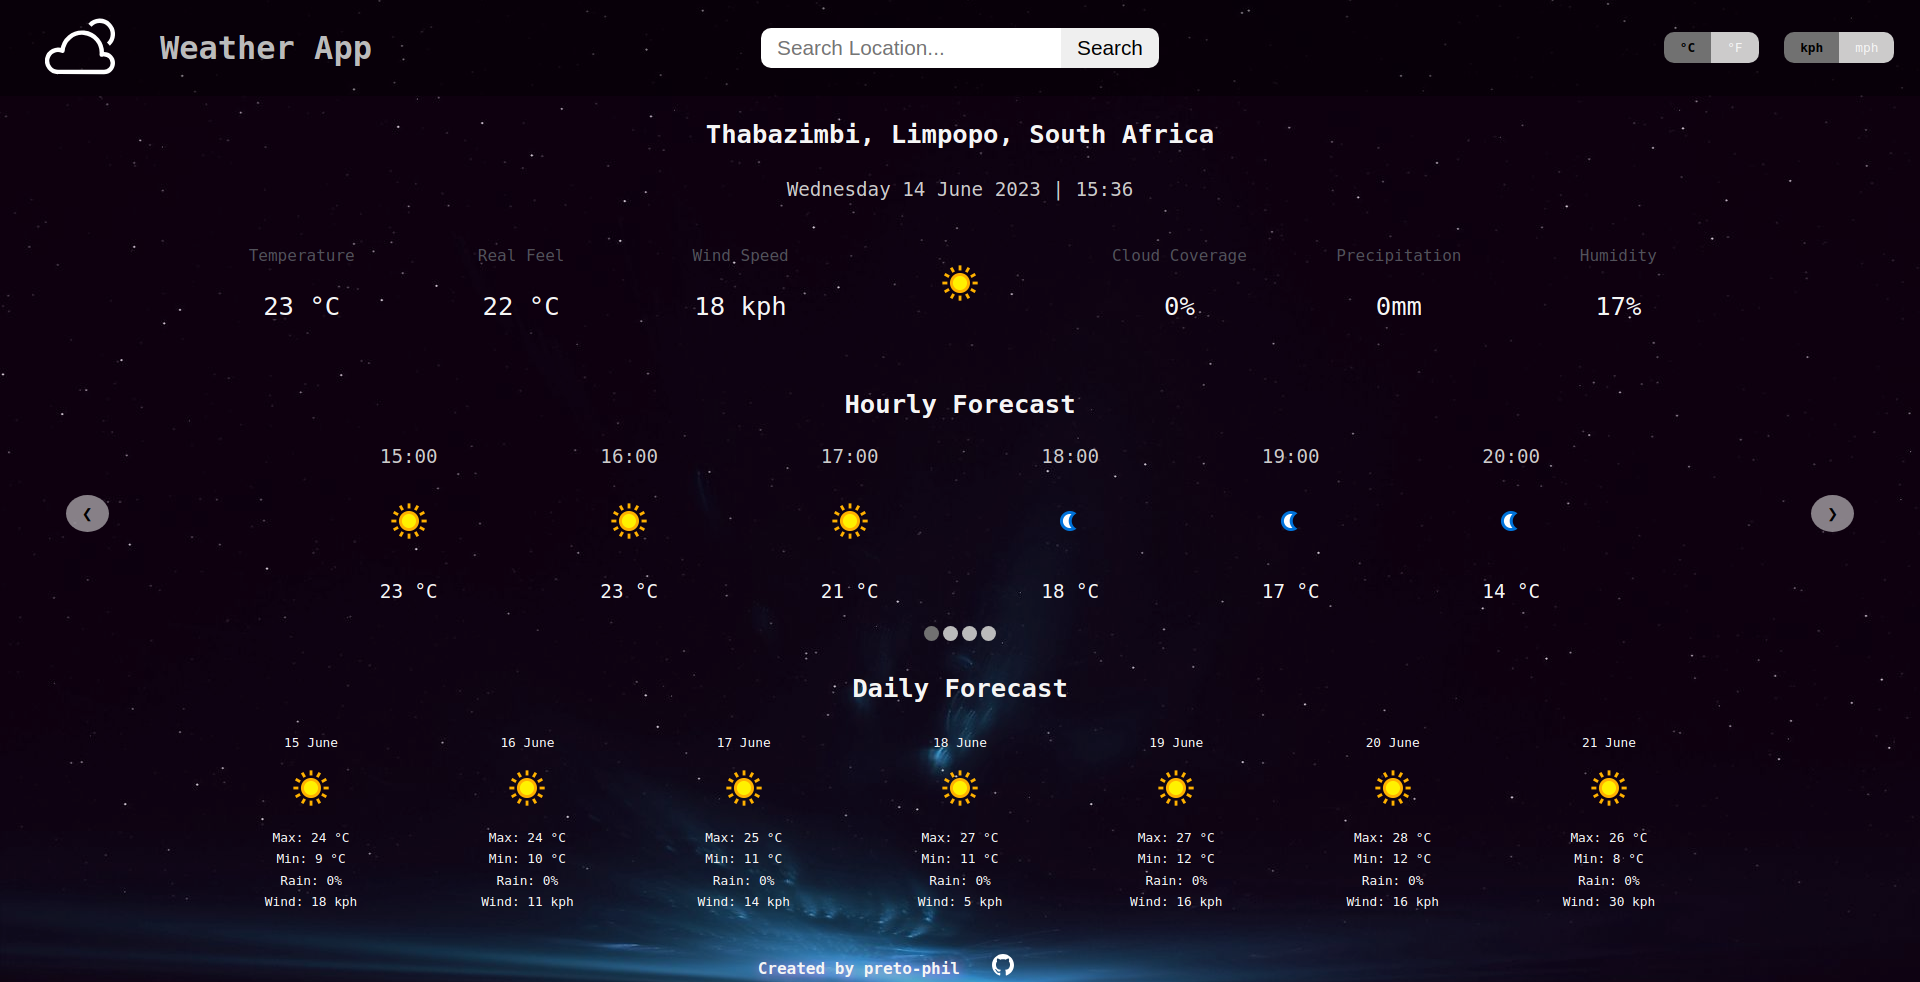 Weather App
Search Location...
Search
°C °F
kph mph
Thabazimbi, Limpopo, South Africa
Wednesday 14 June 2023 | 15:36
Temperature Real Feel Wind Speed Cloud Coverage Precipitation Humidity
23 °C 22 °C 18 kph 0% 0mm 17%
Hourly Forecast
15:00 16:00 17:00 18:00 19:00 20:00
❮ ❯
23 °C 23 °C 21 °C 18 °C 17 °C 14 °C
Daily Forecast
15 June 16 June 17 June 18 June 19 June 20 June 21 June
Max: 24 °C Max: 24 °C Max: 25 °C Max: 27 °C Max: 27 °C Max: 28 °C Max: 26 °C
Min: 9 °C Min: 10 °C Min: 11 °C Min: 11 °C Min: 12 °C Min: 12 °C Min: 8 °C
Rain: 0% Rain: 0% Rain: 0% Rain: 0% Rain: 0% Rain: 0% Rain: 0%
Wind: 18 kph Wind: 11 kph Wind: 14 kph Wind: 5 kph Wind: 16 kph Wind: 16 kph Wind: 30 kph
Created by preto-phil